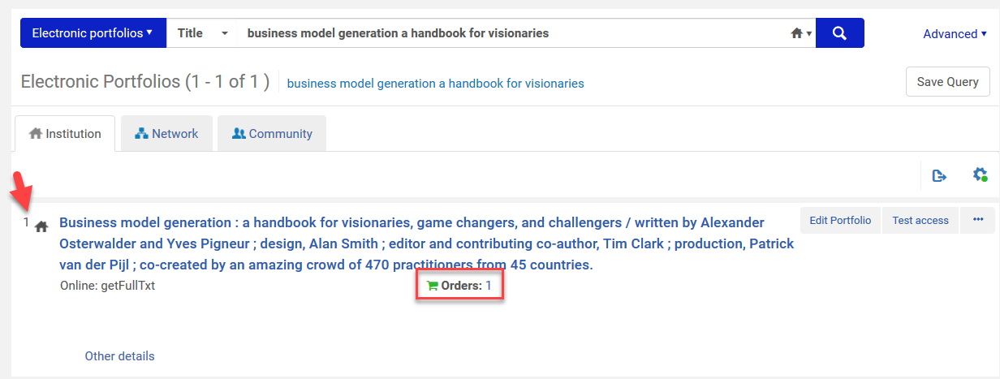 Electronic portfolios Title business model generation a handbook for visionaries Advanced
Electronic Portfolios (1 - 1 of 1 ) business model generation a handbook for visionaries Save Query
Institution Network Community
1 Business model generation : a handbook for visionaries, game changers, and challengers / written by Alexander Edit Portfolio Test access
Osterwalder and Yves Pigneur ; design, Alan Smith ; editor and contributing co-author, Tim Clark ; production, Patrick
van der Pijl ; co-created by an amazing crowd of 470 practitioners from 45 countries.
Online: getFullTxt Orders: 1
Other details